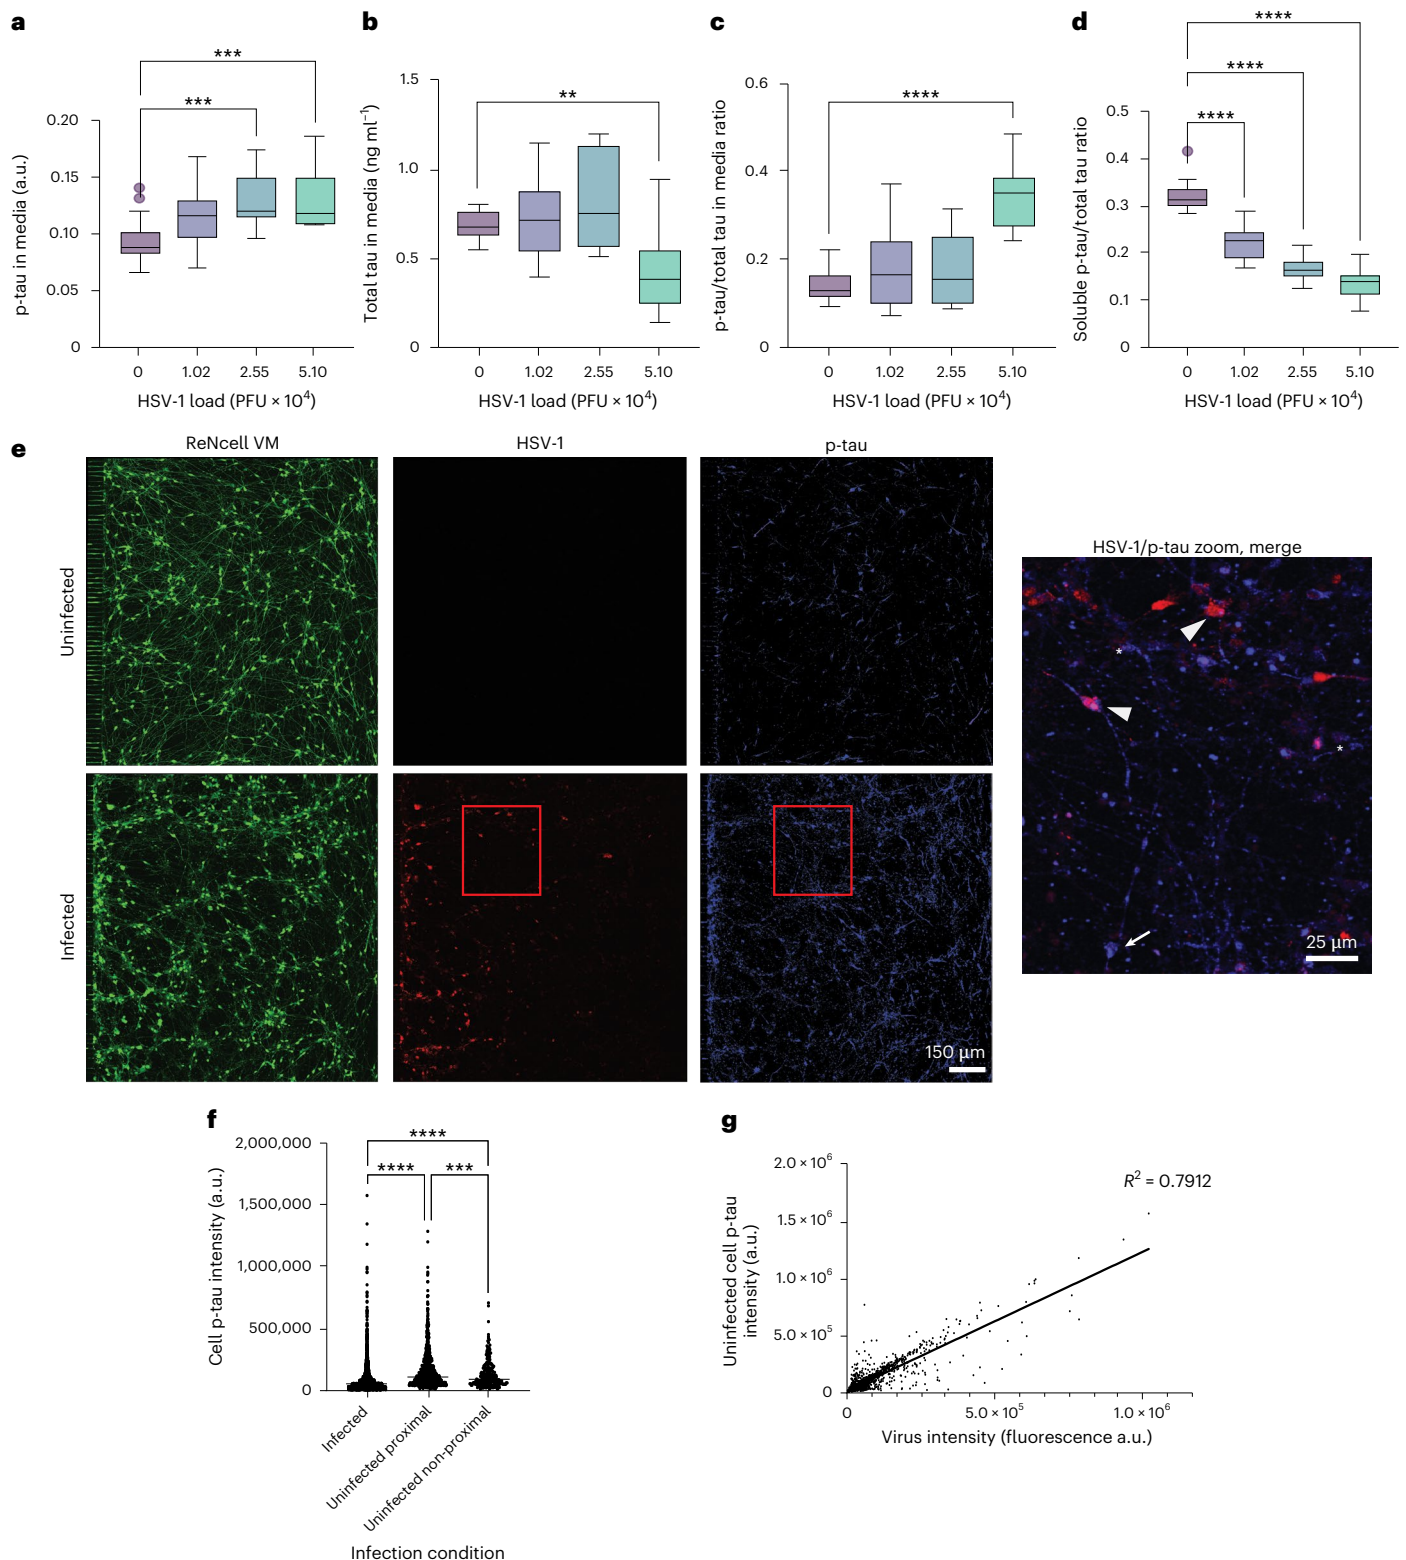 a
***
***
0.20
0.15
0.10
0.05
0
p-tau in media (a.u.)
0 1.02 2.55 5.10
HSV-1 load (PFU × 10⁴)
b
**
1.5
1.0
0.5
0
Total tau in media (ng ml⁻¹)
0 1.02 2.55 5.10
HSV-1 load (PFU × 10⁴)
c
****
0.6
0.4
0.2
0
p-tau/total tau in media ratio
0 1.02 2.55 5.10
HSV-1 load (PFU × 10⁴)
d
****
****
****
0.5
0.4
0.3
0.2
0.1
0
Soluble p-tau/total tau ratio
0 1.02 2.55 5.10
HSV-1 load (PFU × 10⁴)
e
ReNcell VM
HSV-1
p-tau
Uninfected
Infected
150 µm
HSV-1/p-tau zoom, merge
*
*
25 µm
f
****
****
***
2,000,000
1,500,000
1,000,000
500,000
0
Cell p-tau intensity (a.u.)
Infected
Uninfected proximal
Uninfected non-proximal
Infection condition
g
R² = 0.7912
2.0 × 10⁶
1.5 × 10⁶
1.0 × 10⁶
5.0 × 10⁵
0
Uninfected cell p-tau
intensity (a.u.)
0 5.0 × 10⁵ 1.0 × 10⁶
Virus intensity (fluorescence a.u.)